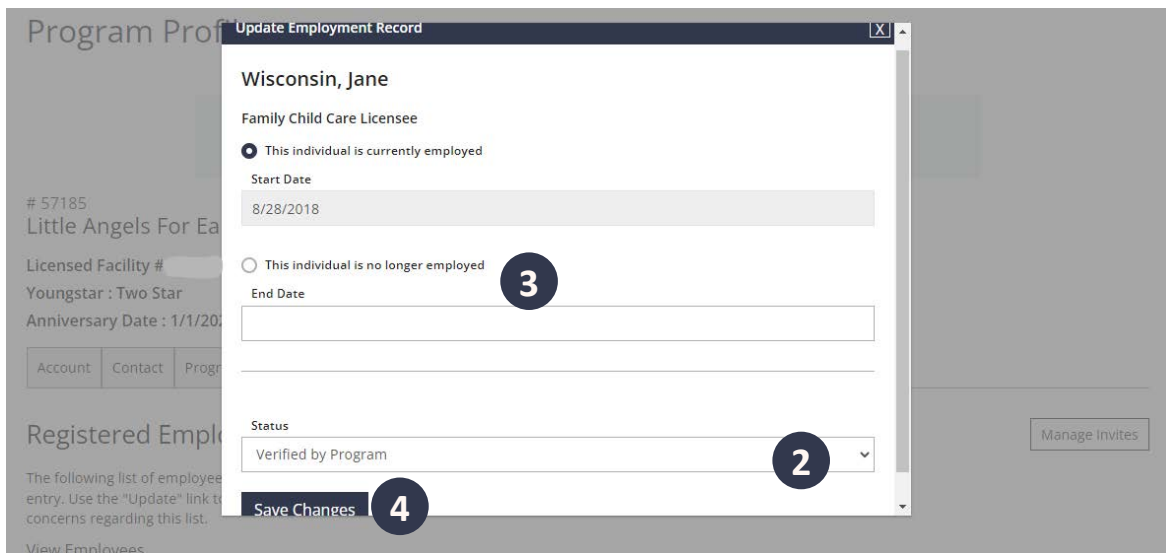 Program Prof
Update Employment Record
X
Wisconsin, Jane
Family Child Care Licensee
This individual is currently employed
Start Date
8/28/2018
# 57185
Little Angels For Ea
Licensed Facility #
This individual is no longer employed
3
Youngstar : Two Star
End Date
Anniversary Date : 1/1/202
Account
Contact
Progr
Status
Registered Emplo
Manage Invites
Verified by Program
2
The following list of employee
entry. Use the "Update" link to
concerns regarding this list.
Save Changes
4
View Employees